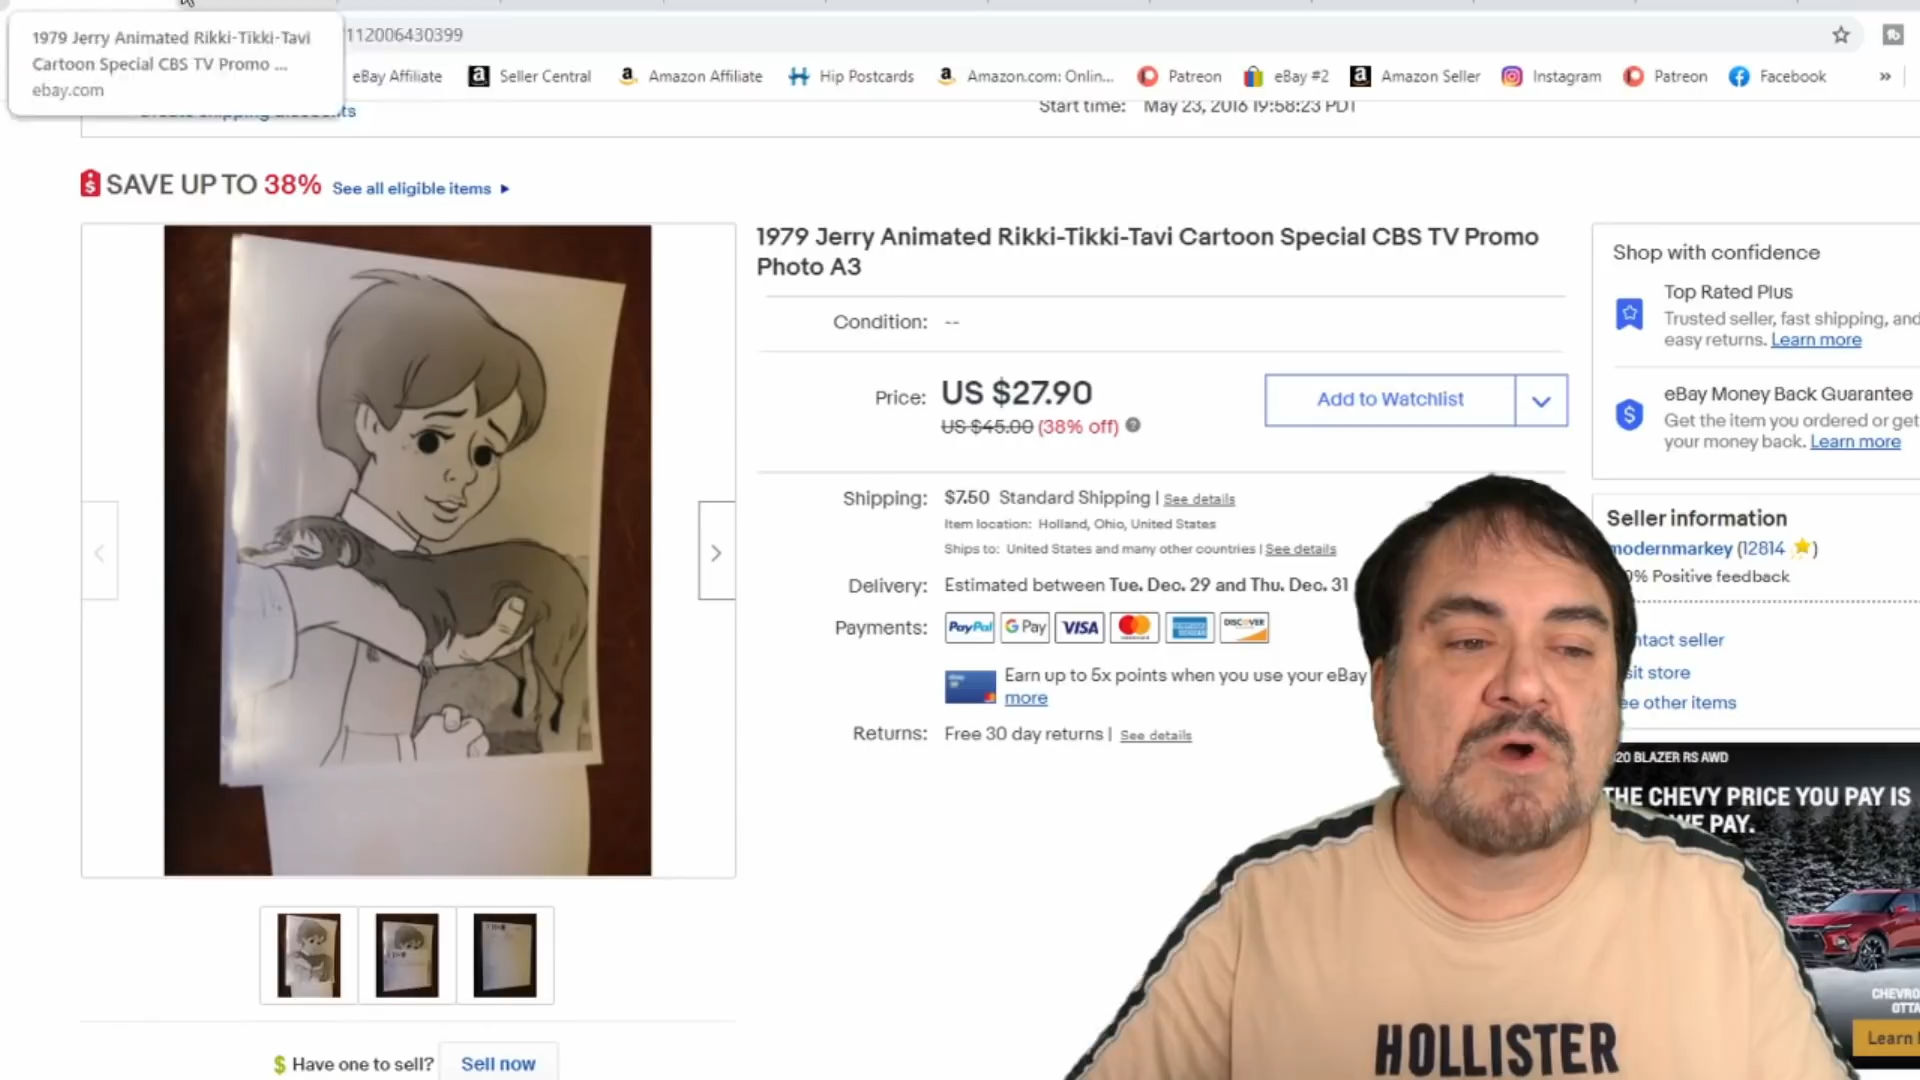 1979 Jerry Animated Rikki-Tikki-Tavi
Cartoon Special CBS TV Promo ...
ebay.com
112006430399
eBay Affiliate
Seller Central
Amazon Affiliate
Hip Postcards
Amazon.com: Onlin...
Patreon
eBay #2
Amazon Seller
Instagram
Patreon
Facebook
»
Start time: May 23, 2016 19:58:23 PDT
SAVE UP TO 38% See all eligible items
1979 Jerry Animated Rikki-Tikki-Tavi Cartoon Special CBS TV Promo
Photo A3
Condition: --
Price: US $27.90
US $45.00 (38% off)
Add to Watchlist
Shipping: $7.50 Standard Shipping | See details
Item location: Holland, Ohio, United States
Ships to: United States and many other countries | See details
Delivery: Estimated between Tue. Dec. 29 and Thu. Dec. 31
Payments: PayPal G Pay VISA DISCOVER
Earn up to 5x points when you use your eBay
more
Returns: Free 30 day returns | See details
Have one to sell? Sell now
Shop with confidence
Top Rated Plus
Trusted seller, fast shipping, and
easy returns. Learn more
eBay Money Back Guarantee
Get the item you ordered or get
your money back. Learn more
Seller information
modernmarkey (12814 )
0% Positive feedback
ntact seller
sit store
ee other items
20 BLAZER RS AWD
THE CHEVY PRICE YOU PAY IS
WE PAY.
CHEVRO
OTTA
Learn
HOLLISTER